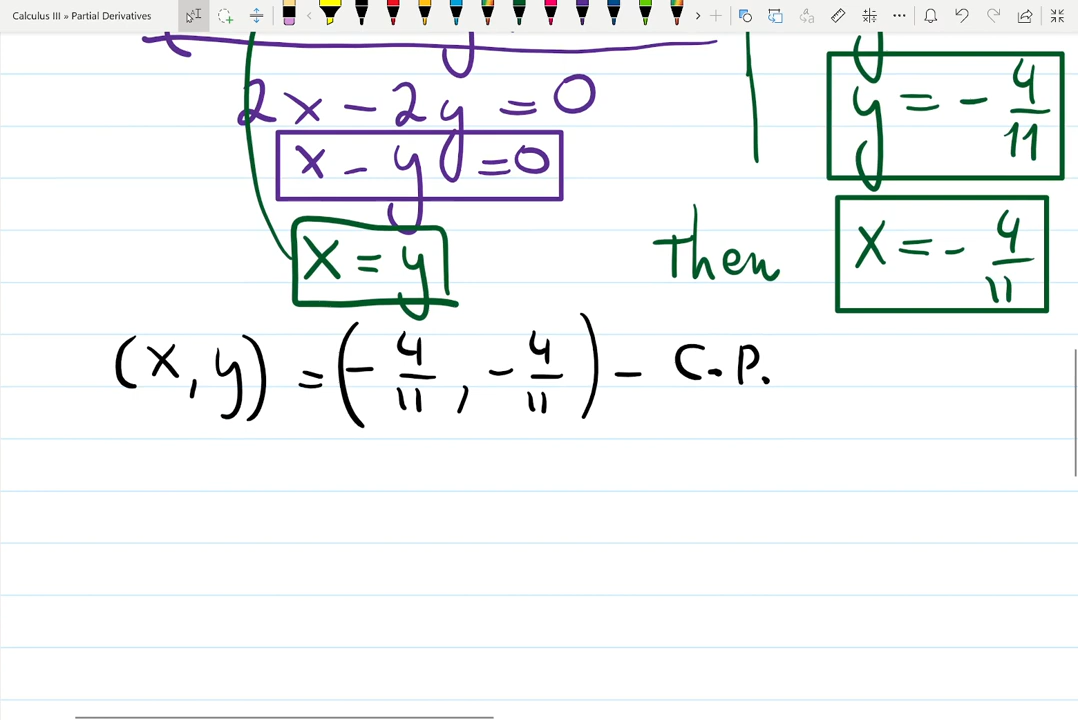 Calculus III » Partial Derivatives
2x - 2y = 0
x - y = 0
x = y
y = - 4/11
then
x = - 4/11
(x, y) = (- 4/11, - 4/11) - C.P.